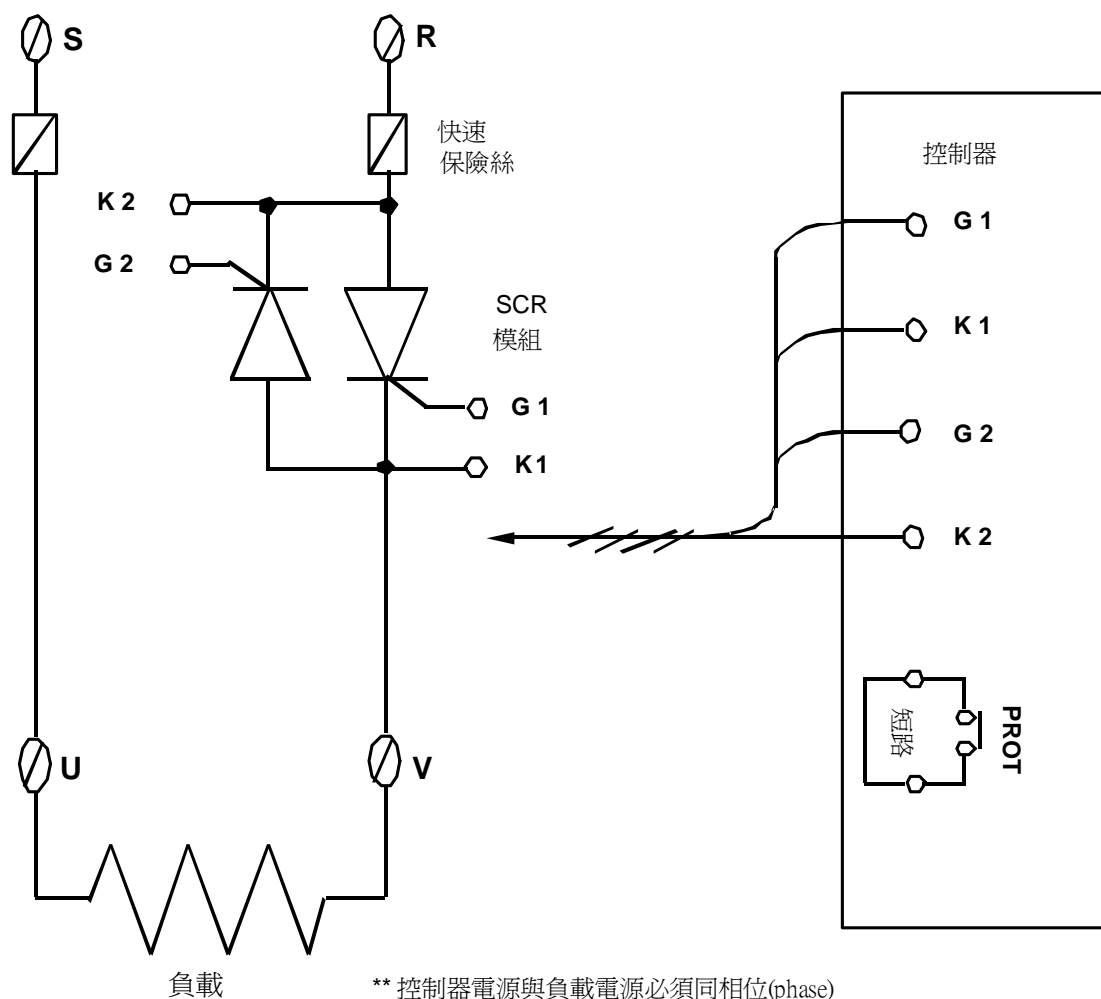 S
R
快速
保險絲
控制器
K 2
G 1
G 2
SCR
模組
K 1
G 1
G 2
K1
K 2
短路
PROT
U
V
負載
** 控制器電源與負載電源必須同相位(phase)